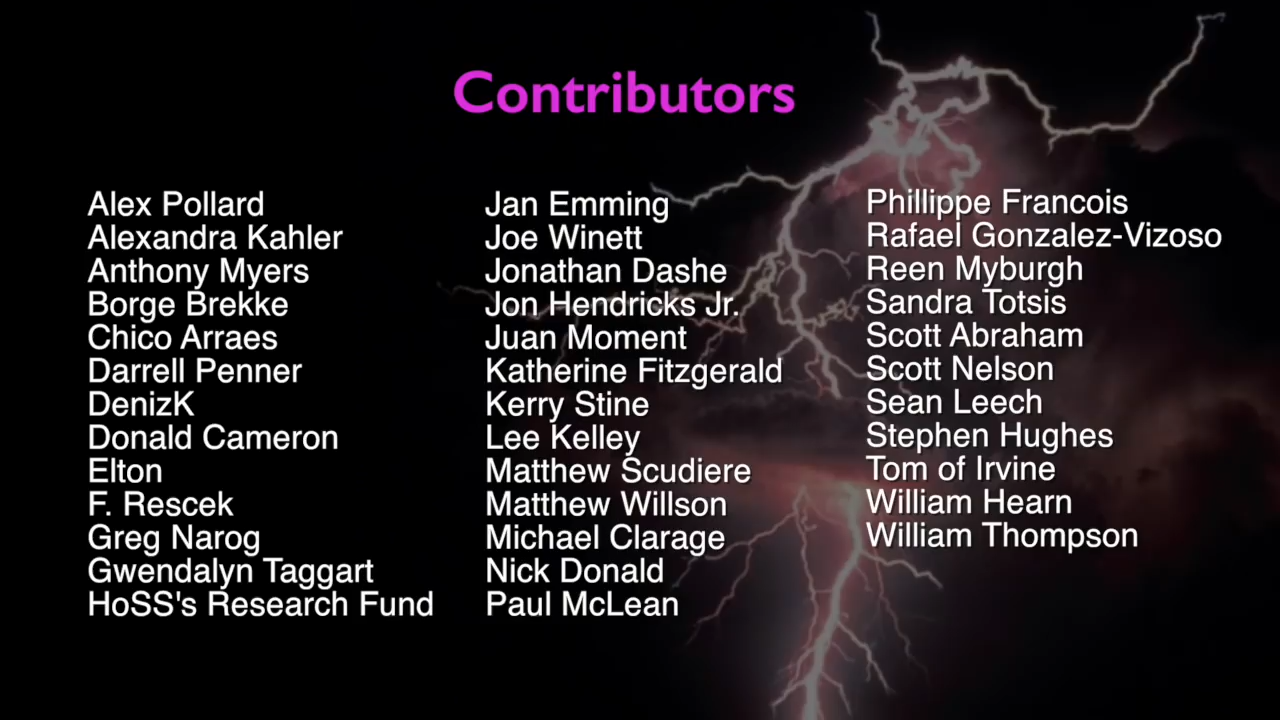 Contributors
Alex Pollard
Alexandra Kahler
Anthony Myers
Borge Brekke
Chico Arraes
Darrell Penner
DenizK
Donald Cameron
Elton
F. Rescek
Greg Narog
Gwendalyn Taggart
HoSS's Research Fund
Jan Emming
Joe Winett
Jonathan Dashe
Jon Hendricks Jr.
Juan Moment
Katherine Fitzgerald
Kerry Stine
Lee Kelley
Matthew Scudiere
Matthew Willson
Michael Clarage
Nick Donald
Paul McLean
Phillippe Francois
Rafael Gonzalez-Vizoso
Reen Myburgh
Sandra Totsis
Scott Abraham
Scott Nelson
Sean Leech
Stephen Hughes
Tom of Irvine
William Hearn
William Thompson